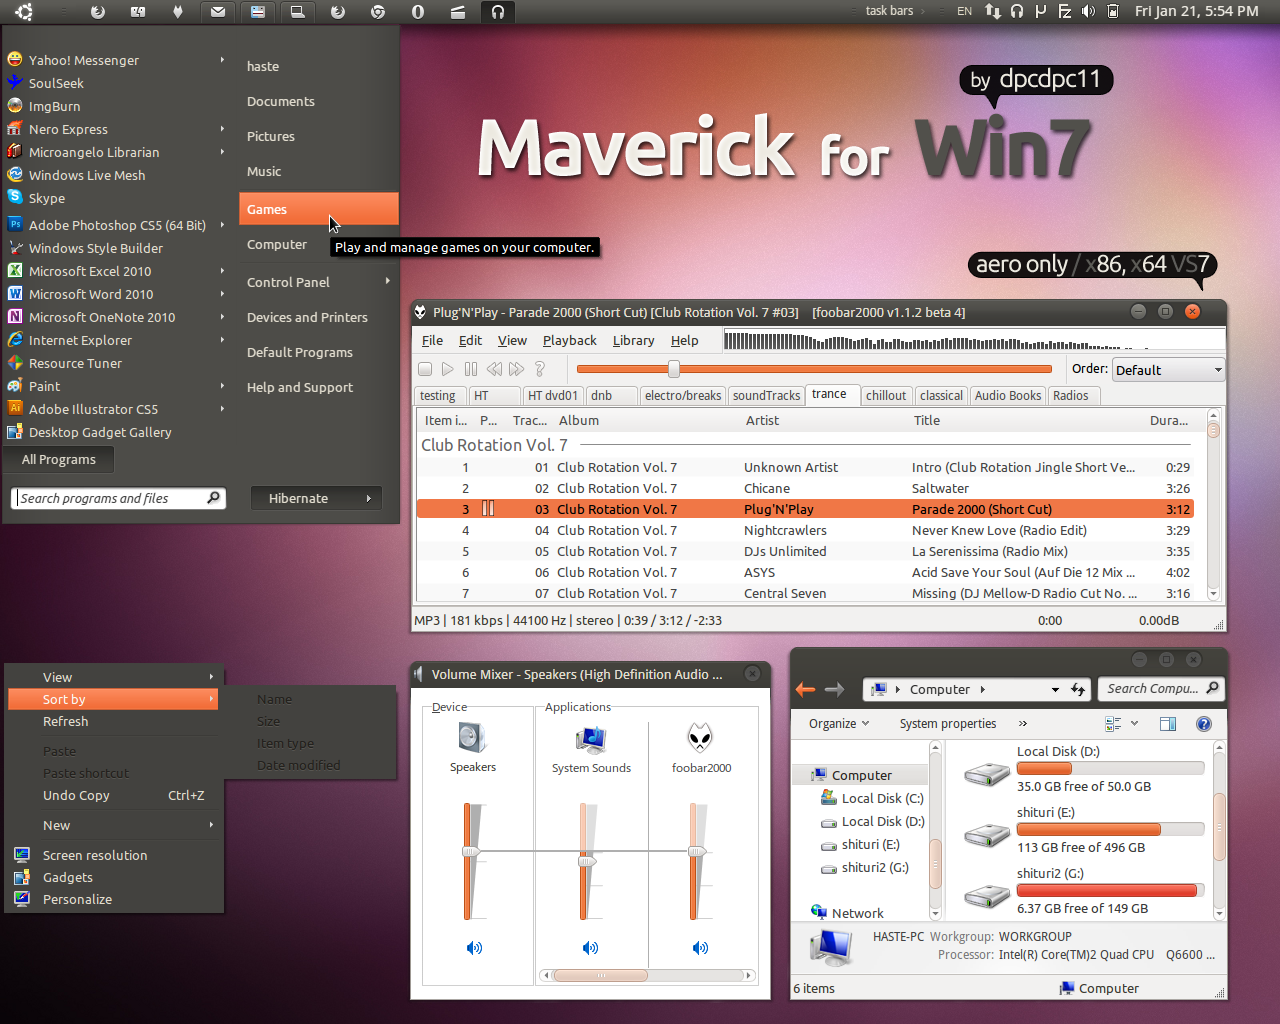 task bars
EN
Fri Jan 21, 5:54 PM
Yahoo! Messenger
SoulSeek
ImgBurn
Nero Express
Microangelo Librarian
Windows Live Mesh
Skype
Adobe Photoshop CS5 (64 Bit)
Windows Style Builder
Microsoft Excel 2010
Microsoft Word 2010
Microsoft OneNote 2010
Internet Explorer
Resource Tuner
Paint
Adobe Illustrator CS5
Desktop Gadget Gallery
All Programs
Search programs and files
haste
Documents
Pictures
Music
Games
Computer
Play and manage games on your computer.
Control Panel
Devices and Printers
Default Programs
Help and Support
Hibernate
by dpcdpc11
Maverick for Win7
aero only / x86, x64 VS7
Plug'N'Play - Parade 2000 (Short Cut) [Club Rotation Vol. 7 #03] [foobar2000 v1.1.2 beta 4]
File Edit View Playback Library Help
Order: Default
testing HT HT dvd01 dnb electro/breaks soundTracks trance chillout classical Audio Books Radios
Item i... P... Trac... Album Artist Title Dura...
Club Rotation Vol. 7
1 01 Club Rotation Vol. 7 Unknown Artist Intro (Club Rotation Jingle Short Ve... 0:29
2 02 Club Rotation Vol. 7 Chicane Saltwater 3:26
3 03 Club Rotation Vol. 7 Plug'N'Play Parade 2000 (Short Cut) 3:12
4 04 Club Rotation Vol. 7 Nightcrawlers Never Knew Love (Radio Edit) 3:29
5 05 Club Rotation Vol. 7 DJs Unlimited La Serenissima (Radio Mix) 3:35
6 06 Club Rotation Vol. 7 ASYS Acid Save Your Soul (Auf Die 12 Mix ... 4:02
7 07 Club Rotation Vol. 7 Central Seven Missing (DJ Mellow-D Radio Cut No. ... 3:16
MP3 | 181 kbps | 44100 Hz | stereo | 0:39 / 3:12 / -2:33 0:00 0.00dB
View
Sort by
Refresh
Paste
Paste shortcut
Undo Copy Ctrl+Z
New
Screen resolution
Gadgets
Personalize
Name
Size
Item type
Date modified
Volume Mixer - Speakers (High Definition Audio ...
Device Applications
Speakers System Sounds foobar2000
Computer
Search Compu...
Organize System properties »
Computer
Local Disk (C:)
Local Disk (D:)
shituri (E:)
shituri2 (G:)
Network
Local Disk (D:)
35.0 GB free of 50.0 GB
shituri (E:)
113 GB free of 496 GB
shituri2 (G:)
6.37 GB free of 149 GB
HASTE-PC Workgroup: WORKGROUP
Processor: Intel(R) Core(TM)2 Quad CPU Q6600 ...
6 items Computer